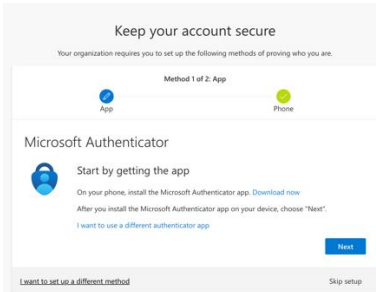 Keep your account secure
Your organization requires you to set up the following methods of proving who you are.
Method 1 of 2: App
App
Phone
Microsoft Authenticator
Start by getting the app
On your phone, install the Microsoft Authenticator app. Download now
After you install the Microsoft Authenticator app on your device, choose "Next".
I want to use a different authenticator app
Next
I want to set up a different method
Skip setup